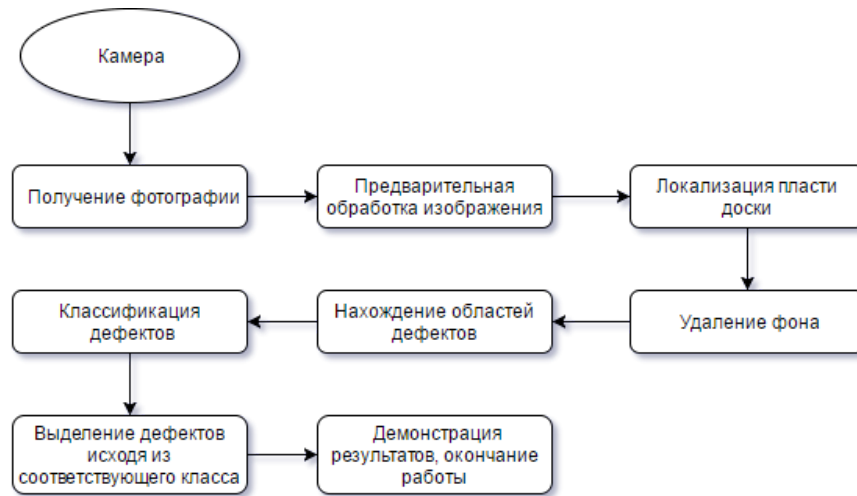 Камера
Получение фотографии
Предварительная
обработка изображения
Локализация пласти
доски
Классификация
дефектов
Нахождение областей
дефектов
Удаление фона
Выделение дефектов
исходя из
соответствующего класса
Демонстрация
результатов, окончание
работы